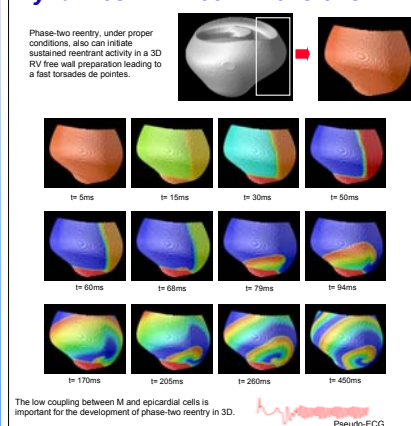 Phase-two reentry, under proper
conditions, also can initiate
sustained reentrant activity in a 3D
RV free wall preparation leading to
a fast torsades de pointes.
t= 5ms
t= 15ms
t= 30ms
t= 50ms
t= 60ms
t= 68ms
t= 79ms
t= 94ms
t= 170ms
t= 205ms
t= 260ms
t= 450ms
The low coupling between M and epicardial cells is
important for the development of phase-two reentry in 3D.
Pseudo-ECG